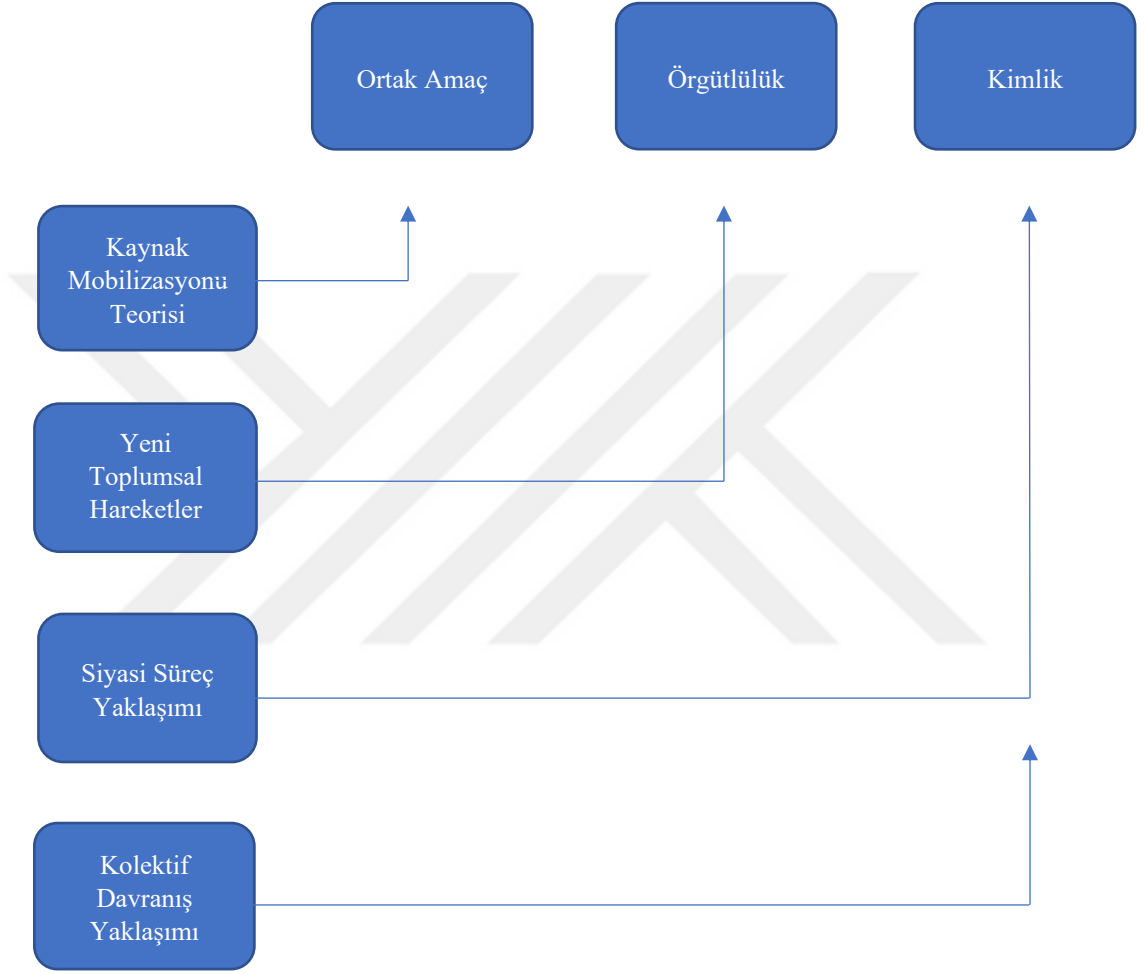 Ortak Amaç
Örgütlülük
Kimlik
Kaynak
Mobilizasyonu
Teorisi
Yeni
Toplumsal
Hareketler
Siyasi Süreç
Yaklaşımı
Kolektif
Davranış
Yaklaşımı